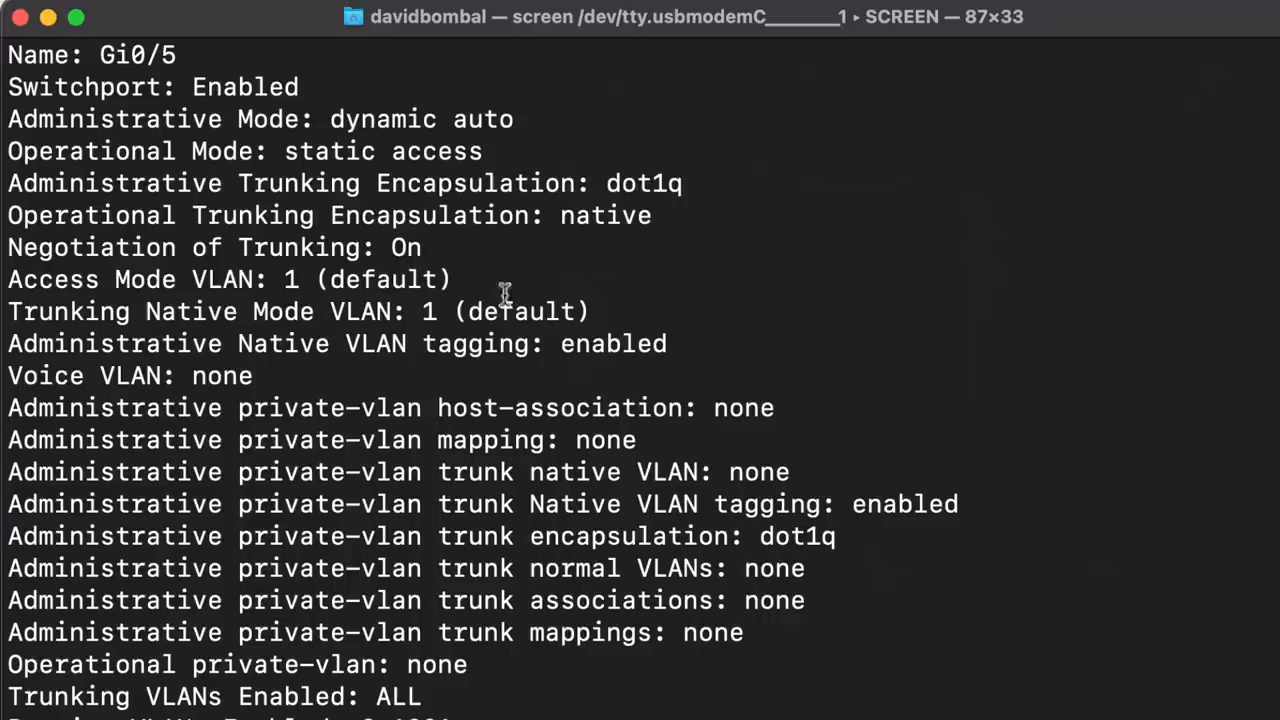 davidbombal — screen /dev/tty.usbmodemC_______1 ▸ SCREEN — 87×33
Name: Gi0/5
Switchport: Enabled
Administrative Mode: dynamic auto
Operational Mode: static access
Administrative Trunking Encapsulation: dot1q
Operational Trunking Encapsulation: native
Negotiation of Trunking: On
Access Mode VLAN: 1 (default)
Trunking Native Mode VLAN: 1 (default)
Administrative Native VLAN tagging: enabled
Voice VLAN: none
Administrative private-vlan host-association: none
Administrative private-vlan mapping: none
Administrative private-vlan trunk native VLAN: none
Administrative private-vlan trunk Native VLAN tagging: enabled
Administrative private-vlan trunk encapsulation: dot1q
Administrative private-vlan trunk normal VLANs: none
Administrative private-vlan trunk associations: none
Administrative private-vlan trunk mappings: none
Operational private-vlan: none
Trunking VLANs Enabled: ALL